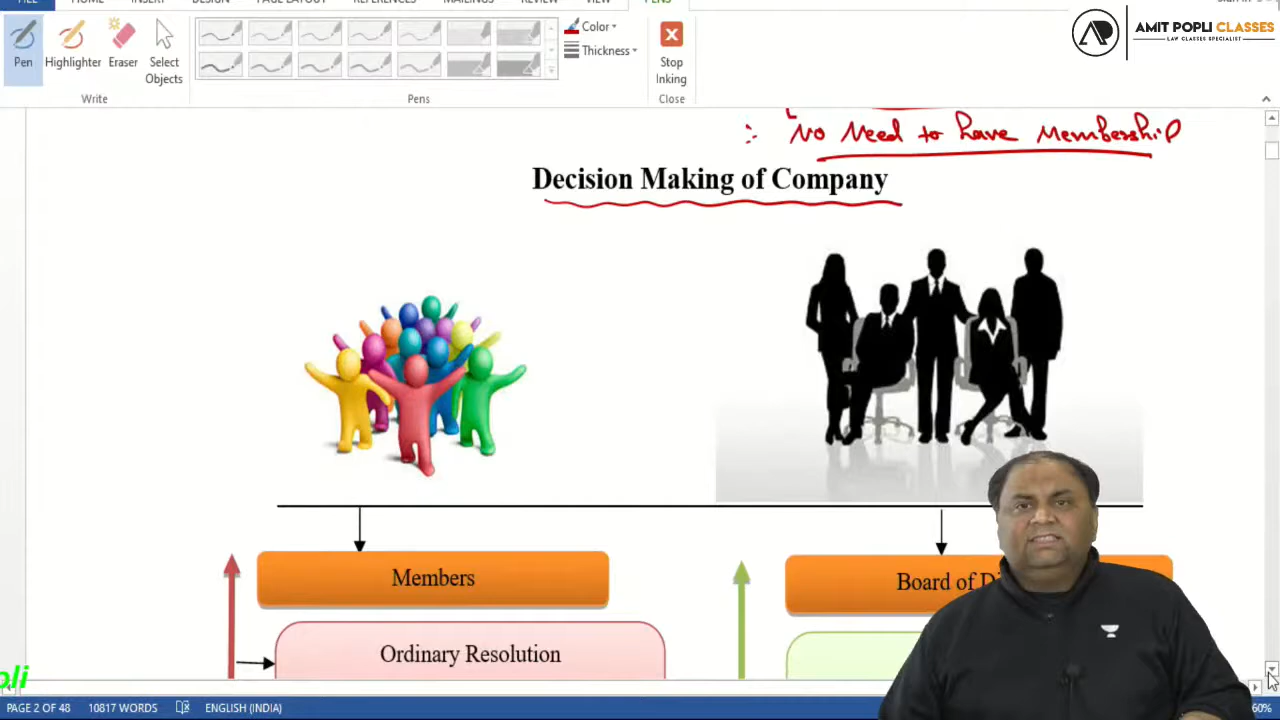 HOME INSERT DESIGN PAGE LAYOUT REFERENCES MAILINGS REVIEW VIEW PENS
Pen
Highlighter
Eraser
Select
Objects
Color
Thickness
Stop
Inking
Write
Pens
Close
AMIT POPLI CLASSES
LAW CLASSES SPECIALIST
∴ No Need to have Membership
Decision Making of Company
Members
Board of Di
Ordinary Resolution
oli
PAGE 2 OF 48 10817 WORDS ENGLISH (INDIA) 60%